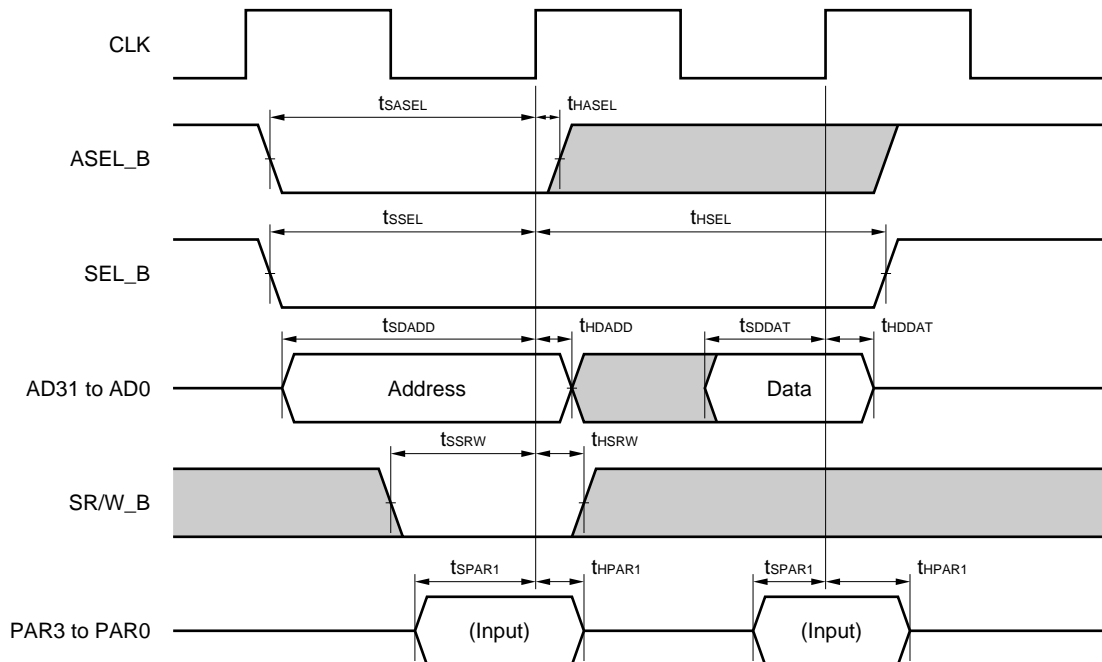 CLK
tSASEL tHASEL
ASEL_B
tSSEL tHSEL
SEL_B
tSDADD tHDADD tSDDAT tHDDAT
AD31 to AD0 Address Data
tSSRW tHSRW
SR/W_B
tSPAR1 tHPAR1 tSPAR1 tHPAR1
PAR3 to PAR0 (Input) (Input)